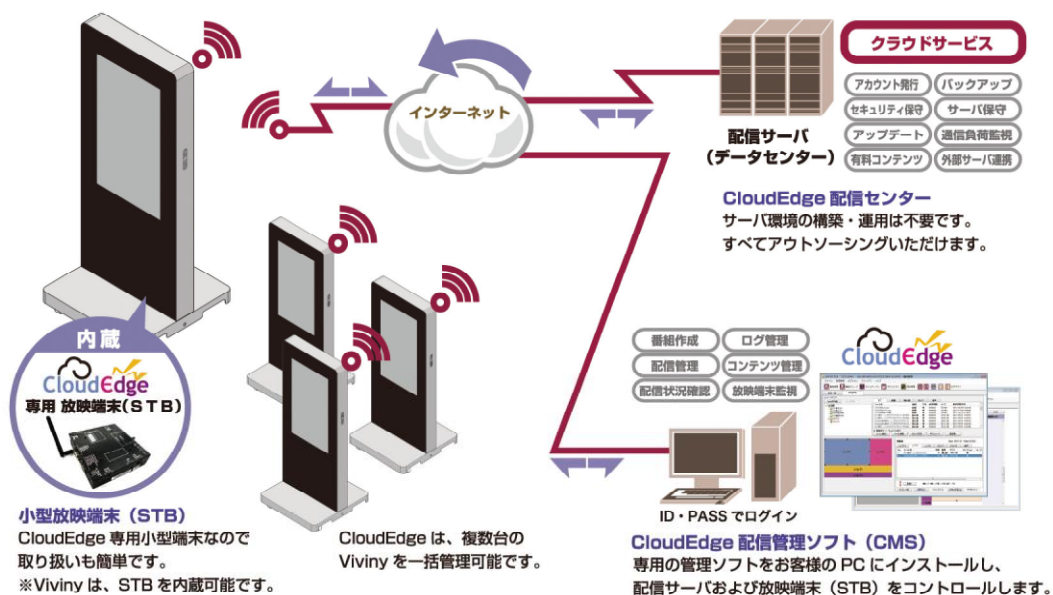 クラウドサービス
アカウント発行
バックアップ
セキュリティ保守
サーバ保守
アップデート
通信負荷監視
有料コンテンツ
外部サーバ連携
インターネット
配信サーバ
(データセンター)
CloudEdge 配信センター
サーバ環境の構築・運用は不要です。
すべてアウトソーシングいただけます。
内蔵
CloudEdge
専用 放映端末(STB)
小型放映端末(STB)
CloudEdge 専用小型端末なので
取り扱いも簡単です。
※Viviny は、STB を内蔵可能です。
CloudEdge は、複数台の
Viviny を一括管理可能です。
番組作成
ログ管理
配信管理
コンテンツ管理
配信状況確認
放映端末監視
CloudEdge
ID・PASS でログイン
CloudEdge 配信管理ソフト(CMS)
専用の管理ソフトをお客様の PC にインストールし、
配信サーバおよび放映端末(STB)をコントロールします。